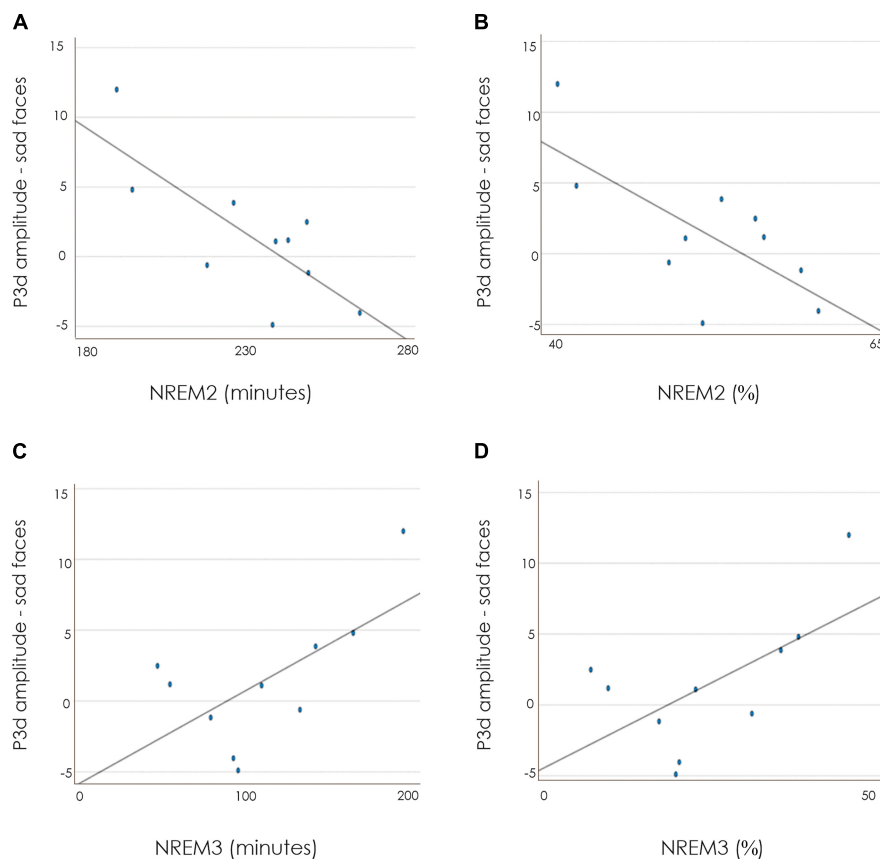 A
P3d amplitude - sad faces
15
10
5
0
-5
180 230 280
NREM2 (minutes)
B
P3d amplitude - sad faces
15
10
5
0
-5
40 65
NREM2 (%)
C
P3d amplitude - sad faces
15
10
5
0
-5
0 100 200
NREM3 (minutes)
D
P3d amplitude - sad faces
15
10
5
0
-5
0 50
NREM3 (%)